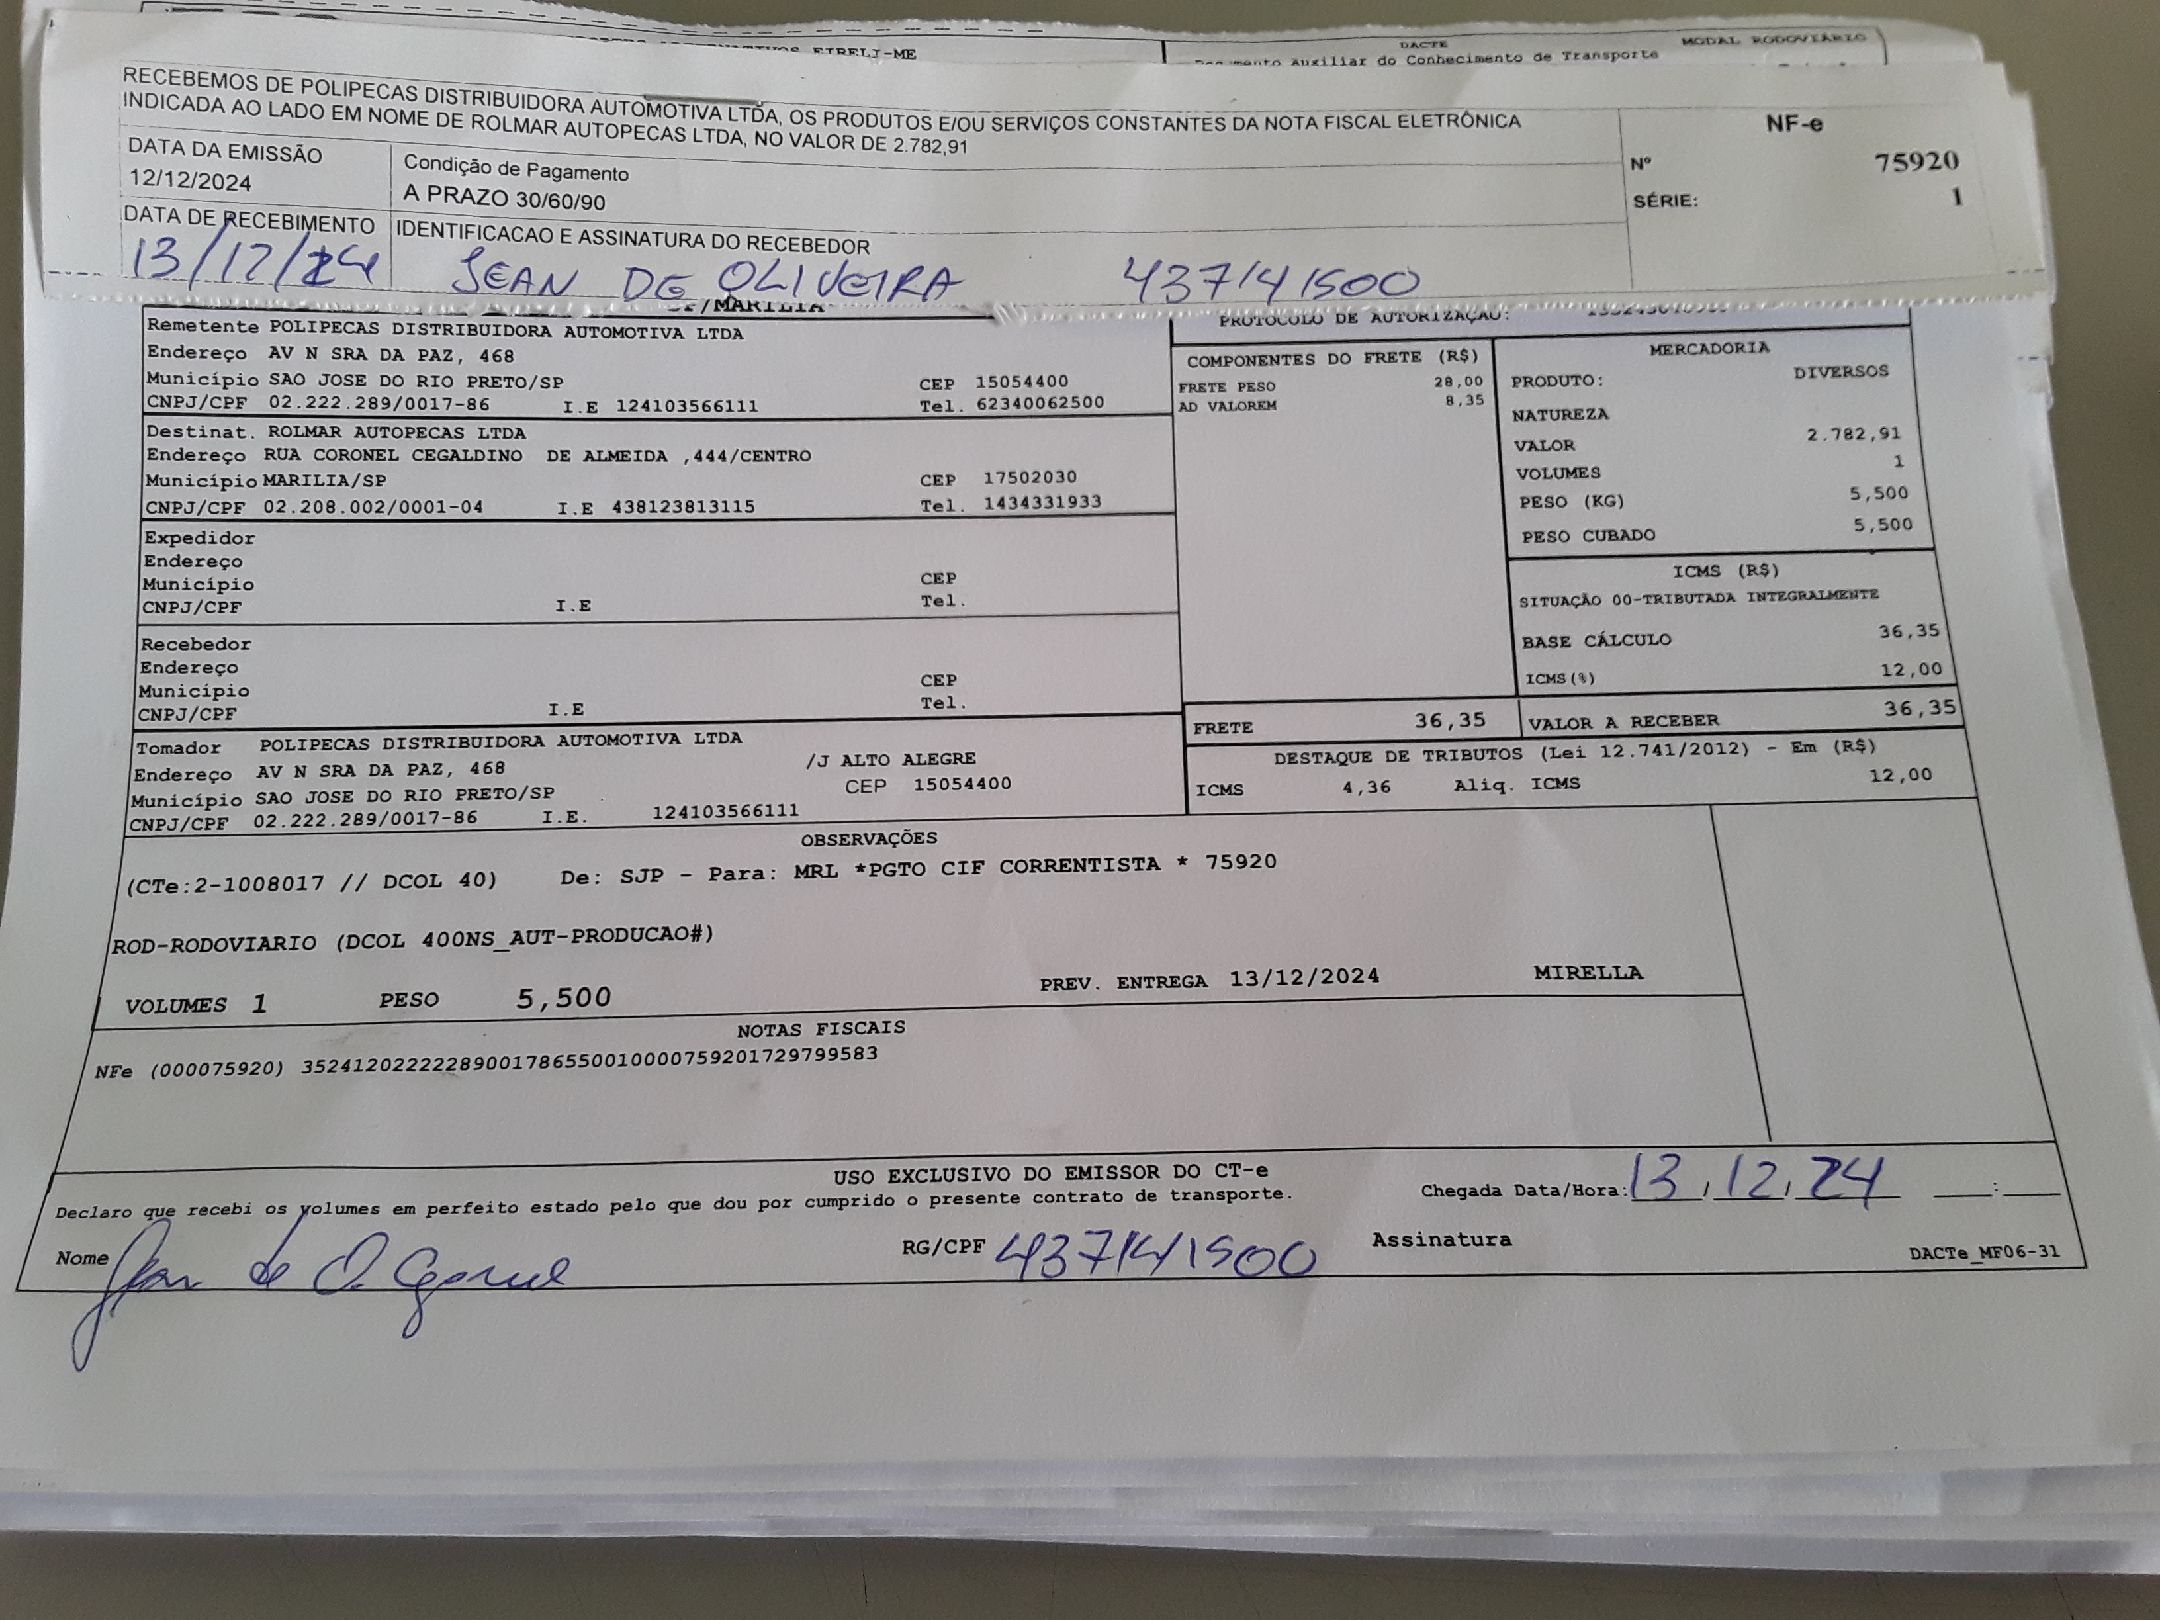 EIRELI-ME
DACTE
MODAL RODOVIÁRIO
Auxiliar do Conhecimento de Transporte
RECEBEMOS DE POLIPECAS DISTRIBUIDORA AUTOMOTIVA LTDA, OS PRODUTOS E/OU SERVIÇOS CONSTANTES DA NOTA FISCAL ELETRÔNICA
INDICADA AO LADO EM NOME DE ROLMAR AUTOPECAS LTDA, NO VALOR DE 2.782,91
NF-e
Nº 75920
SÉRIE: 1
DATA DA EMISSÃO
12/12/2024
Condição de Pagamento
A PRAZO 30/60/90
DATA DE RECEBIMENTO
13/12/24
IDENTIFICACAO E ASSINATURA DO RECEBEDOR
JEAN DE OLIVEIRA 437141500
/MARILIA
Remetente POLIPECAS DISTRIBUIDORA AUTOMOTIVA LTDA
Endereço AV N SRA DA PAZ, 468
Município SAO JOSE DO RIO PRETO/SP CEP 15054400
CNPJ/CPF 02.222.289/0017-86 I.E 124103566111 Tel. 62340062500
Destinat. ROLMAR AUTOPECAS LTDA
Endereço RUA CORONEL CEGALDINO DE ALMEIDA ,444/CENTRO
Município MARILIA/SP CEP 17502030
CNPJ/CPF 02.208.002/0001-04 I.E 438123813115 Tel. 1434331933
Expedidor
Endereço
Município CEP
CNPJ/CPF I.E Tel.
Recebedor
Endereço
Município CEP
CNPJ/CPF I.E Tel.
Tomador POLIPECAS DISTRIBUIDORA AUTOMOTIVA LTDA
Endereço AV N SRA DA PAZ, 468 /J ALTO ALEGRE
Município SAO JOSE DO RIO PRETO/SP CEP 15054400
CNPJ/CPF 02.222.289/0017-86 I.E. 124103566111
PROTOCOLO DE AUTORIZAÇÃO:
COMPONENTES DO FRETE (R$)
FRETE PESO 28,00
AD VALOREM 8,35
MERCADORIA
PRODUTO: DIVERSOS
NATUREZA
VALOR 2.782,91
VOLUMES 1
PESO (KG) 5,500
PESO CUBADO 5,500
ICMS (R$)
SITUAÇÃO 00-TRIBUTADA INTEGRALMENTE
BASE CÁLCULO 36,35
ICMS(%) 12,00
FRETE 36,35 VALOR A RECEBER 36,35
DESTAQUE DE TRIBUTOS (Lei 12.741/2012) - Em (R$)
ICMS 4,36 Aliq. ICMS 12,00
OBSERVAÇÕES
(CTe:2-1008017 // DCOL 40) De: SJP - Para: MRL *PGTO CIF CORRENTISTA * 75920
ROD-RODOVIARIO (DCOL 400NS_AUT-PRODUCAO#)
VOLUMES 1 PESO 5,500 PREV. ENTREGA 13/12/2024 MIRELLA
NOTAS FISCAIS
NFe (000075920) 35241202222289001786550010000759201729799583
USO EXCLUSIVO DO EMISSOR DO CT-e
Declaro que recebi os volumes em perfeito estado pelo que dou por cumprido o presente contrato de transporte.
Chegada Data/Hora: 13, 12, 24 :
Nome
RG/CPF 437141500 Assinatura
DACTe_MF06-31